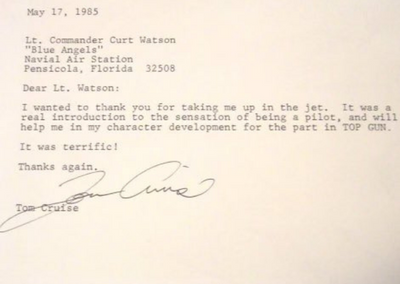 May 17, 1985
Lt. Commander Curt Watson
"Blue Angels"
Navial Air Station
Pensicola, Florida 32508
Dear Lt. Watson:
I wanted to thank you for taking me up in the jet. It was a
real introduction to the sensation of being a pilot, and will
help me in my character development for the part in TOP GUN.
It was terrific!
Thanks again.
Tom Cruise
Tom Cruise